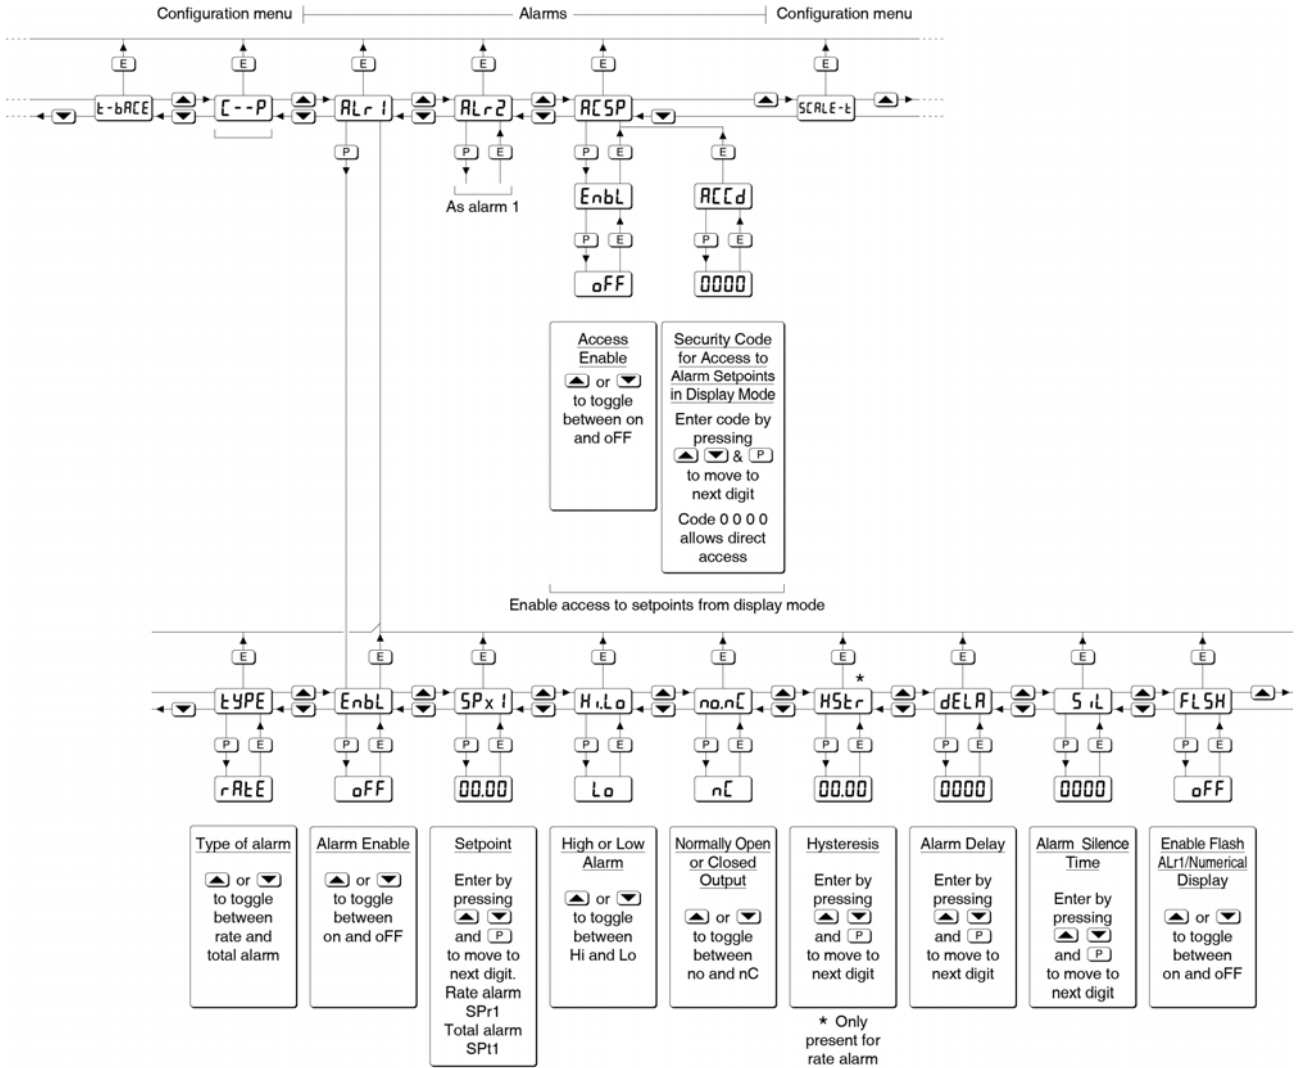 Configuration menu
Alarms
Configuration menu
E E E E E E
t-bACE
C--P
ALr1
ALr2
ACSP
SCALE-t
P P E P E E
EnbL
ACCd
As alarm 1
P E P E
oFF
0000
Access
Enable
or
to toggle
between on
and oFF
Security Code
for Access to
Alarm Setpoints
in Display Mode
Enter code by
pressing
& P
to move to
next digit
Code 0 0 0 0
allows direct
access
Enable access to setpoints from display mode
E E E E E E E E E
*
tYPE
EnbL
SPx1
Hi.Lo
no.nC
HStr
dELA
SiL
FLSH
P E P E P E P E P E P E P E P E P E
rAtE
oFF
00.00
Lo
nC
00.00
0000
0000
oFF
Type of alarm
or
to toggle
between
rate and
total alarm
Alarm Enable
or
to toggle
between
on and oFF
Setpoint
Enter by
pressing
and P
to move to
next digit.
Rate alarm
SPr1
Total alarm
SPt1
High or Low
Alarm
or
to toggle
between
Hi and Lo
Normally Open
or Closed
Output
or
to toggle
between
no and nC
Hysteresis
Enter by
pressing
and P
to move to
next digit
* Only
present for
rate alarm
Alarm Delay
Enter by
pressing
and P
to move to
next digit
Alarm Silence
Time
Enter by
pressing
and P
to move to
next digit
Enable Flash
ALr1/Numerical
Display
or
to toggle
between
on and oFF